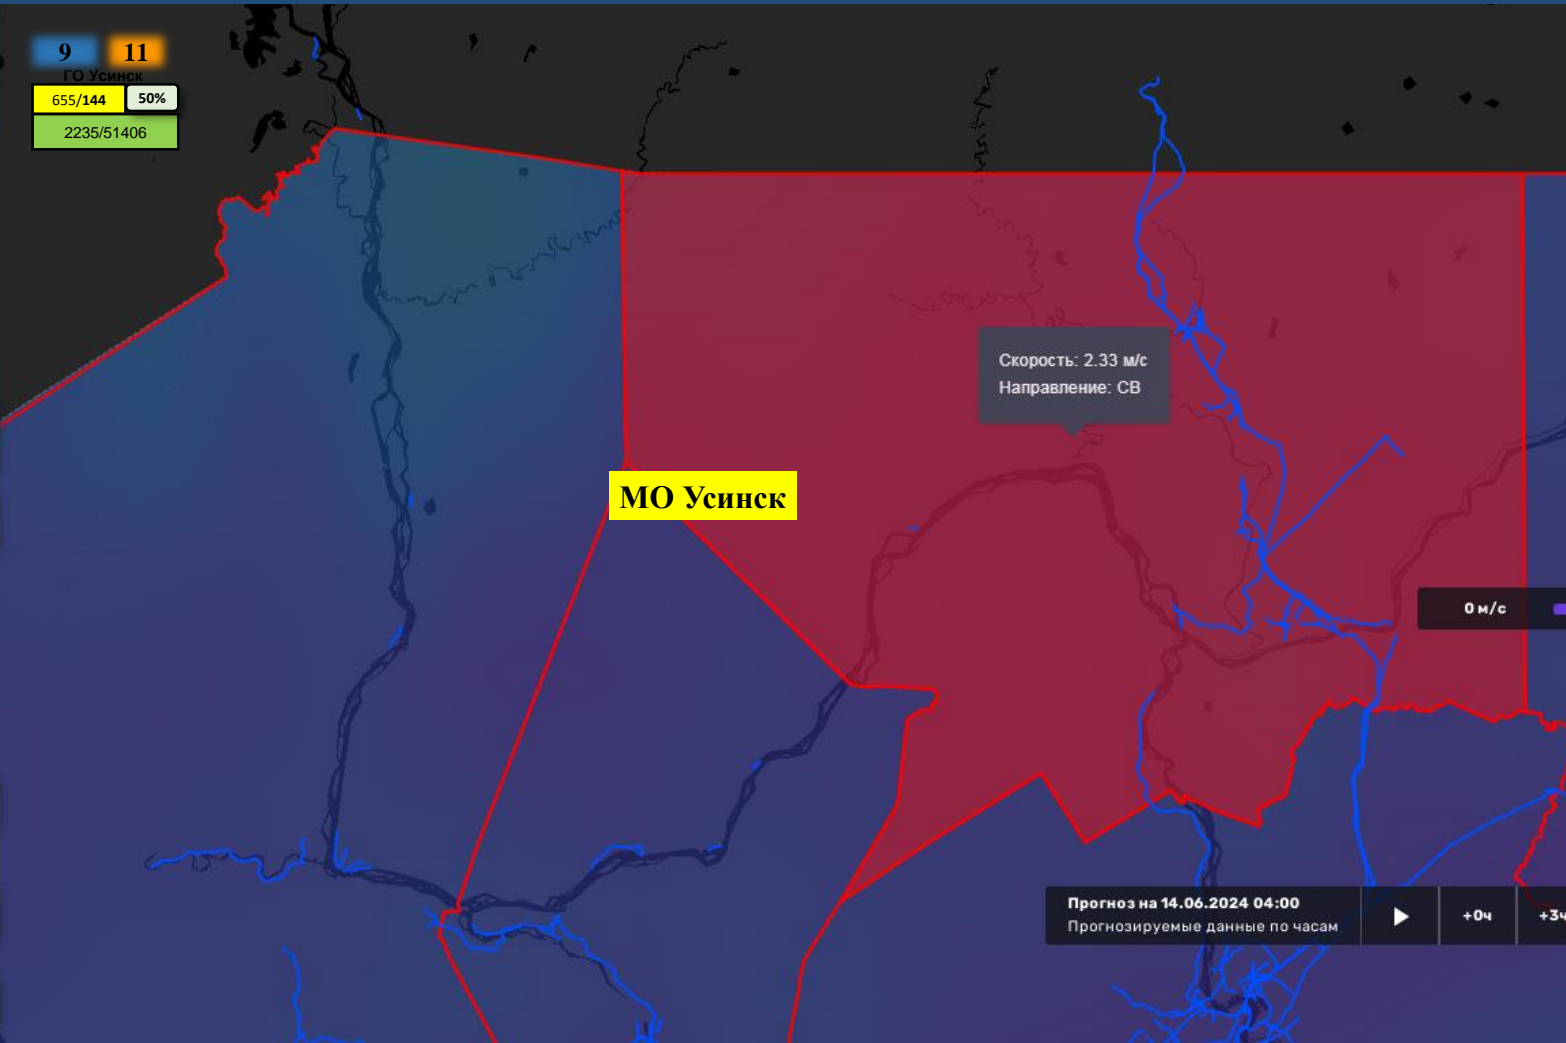 9 11
ГО Усинск
655/144 50%
2235/51406
Скорость: 2.33 м/с
Направление: СВ
МО Усинск
0 м/с
Прогноз на 14.06.2024 04:00
Прогнозируемые данные по часам
+0ч +3ч